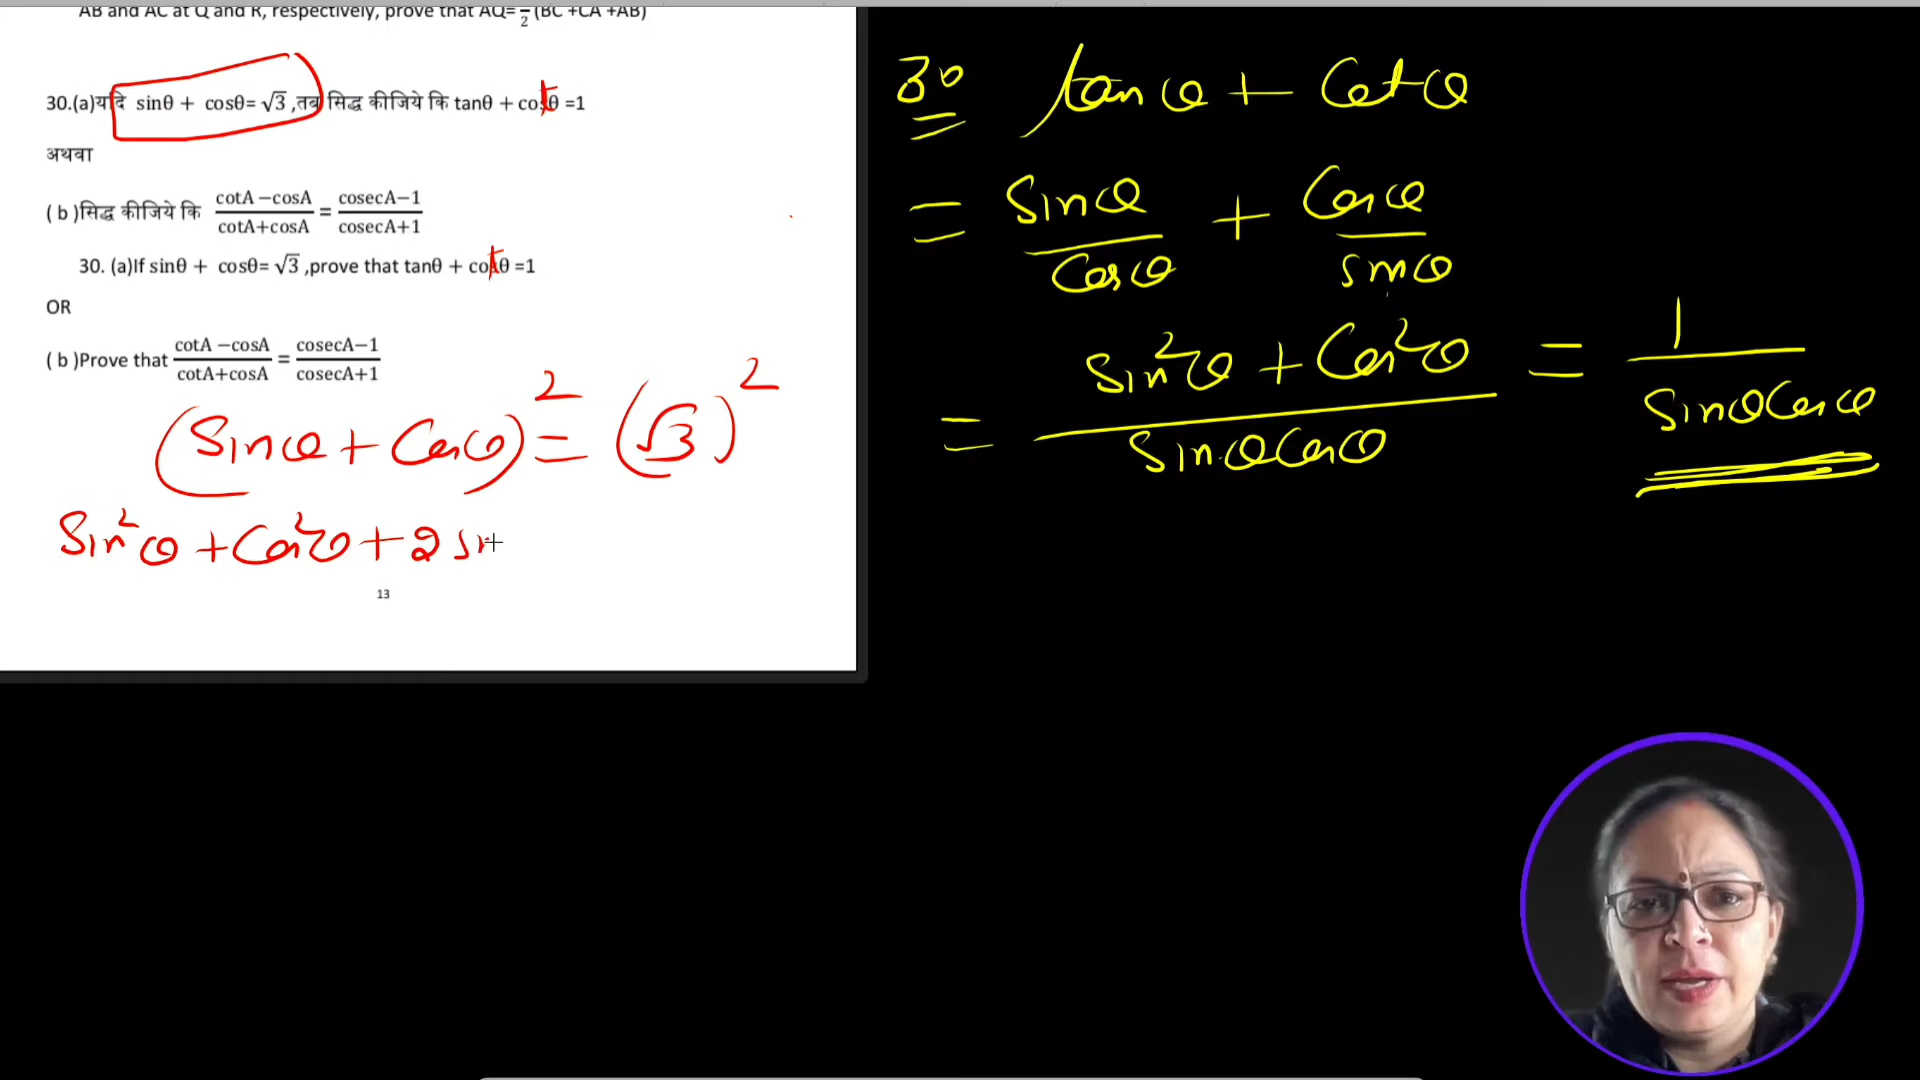 AB and AC at Q and R, respectively, prove that AQ= 1/2 (BC +CA +AB)
30.(a)यदि sinθ + cosθ= √3 ,तब सिद्ध कीजिये कि tanθ + cotθ =1
अथवा
( b )सिद्ध कीजिये कि (cotA −cosA)/(cotA+cosA) = (cosecA−1)/(cosecA+1)
30. (a)If sinθ + cosθ= √3 ,prove that tanθ + cotθ =1
OR
( b )Prove that (cotA −cosA)/(cotA+cosA) = (cosecA−1)/(cosecA+1)
(Sinθ + Cosθ)² = (√3)²
Sin²θ + Cos²θ + 2 sin
13
30 tanθ + Cotθ
= Sinθ/Cosθ + Cosθ/Sinθ
= (Sin²θ + Cos²θ)/(SinθCosθ) = 1/(SinθCosθ)